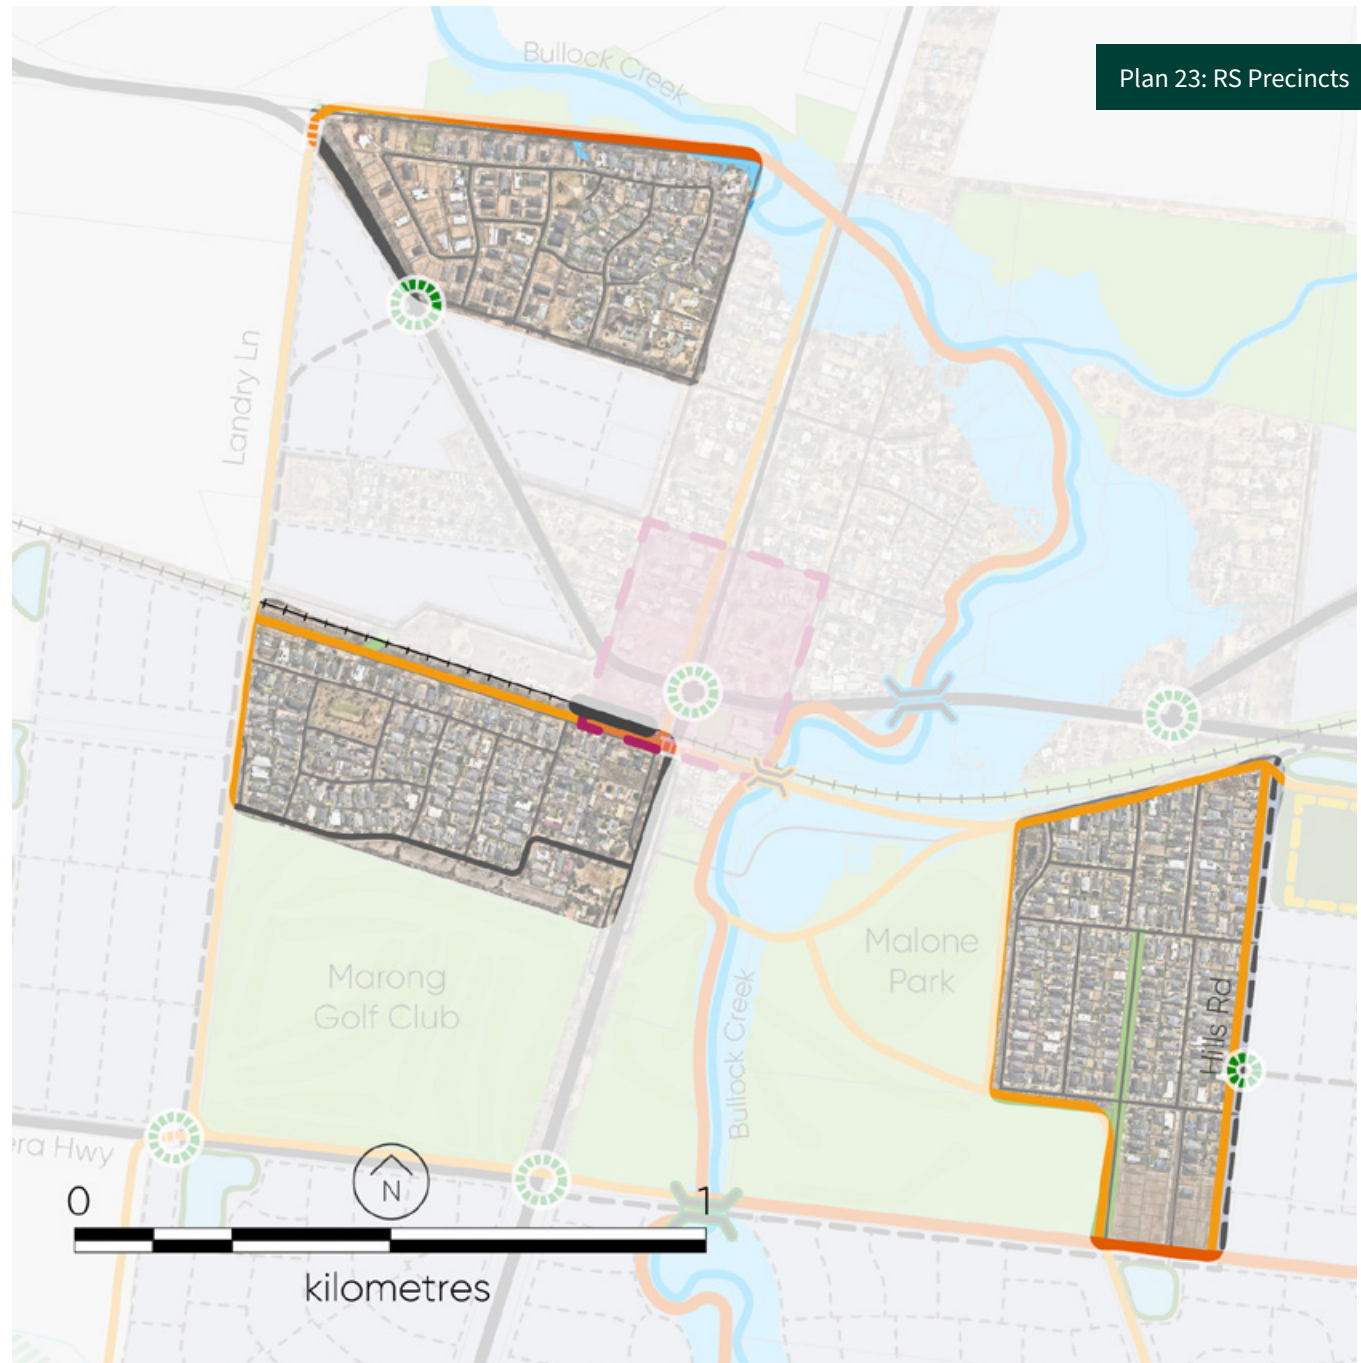 Bullock Creek
Plan 23: RS Precincts
Landry Ln
Marong
Golf Club
Malone
Park
Hills Rd
Bullock Creek
era Hwy
N
0
1
kilometres